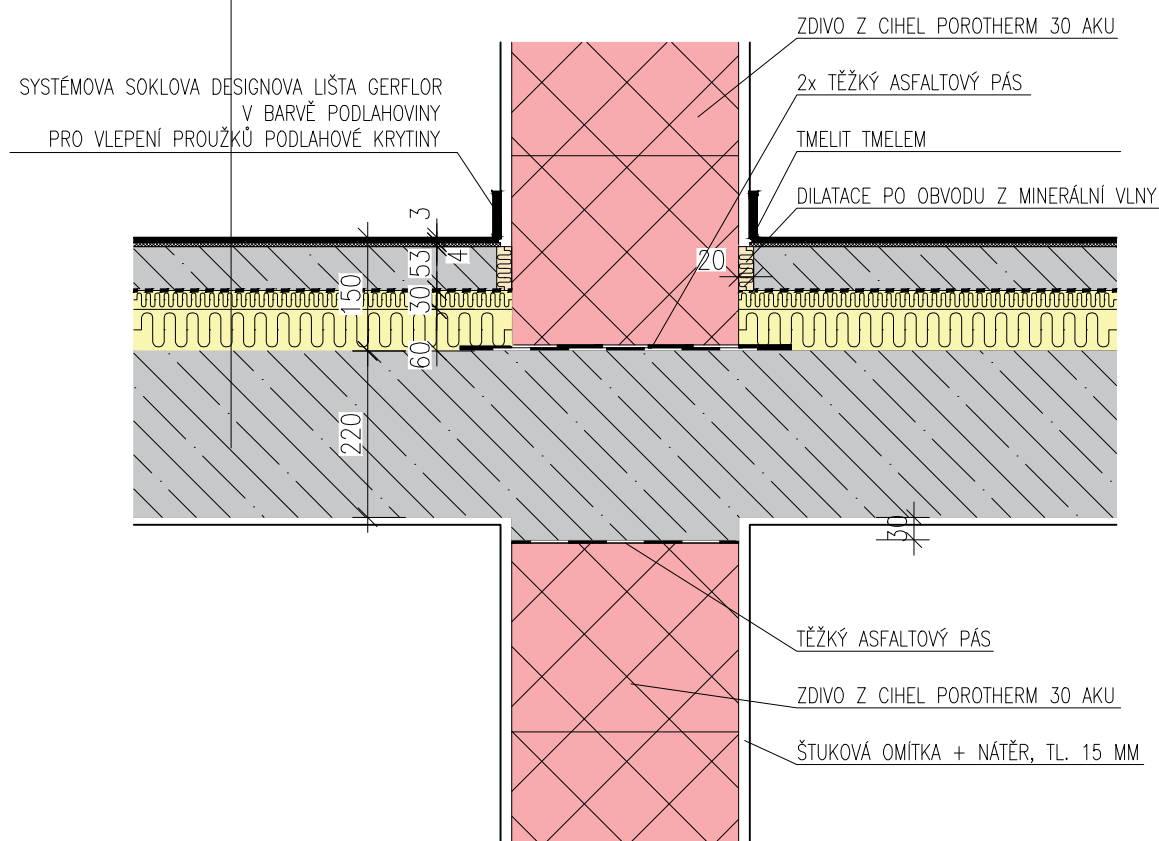 ZDIVO Z CIHEL POROTHERM 30 AKU
SYSTÉMOVA SOKLOVA DESIGNOVA LIŠTA GERFLOR
V BARVĚ PODLAHOVINY
PRO VLEPENÍ PROUŽKŮ PODLAHOVÉ KRYTINY
2x TĚŽKÝ ASFALTOVÝ PÁS
TMELIT TMELEM
DILATACE PO OBVODU Z MINERÁLNÍ VLNY
3
4
53
30
60
150
220
20
30
TĚŽKÝ ASFALTOVÝ PÁS
ZDIVO Z CIHEL POROTHERM 30 AKU
ŠTUKOVÁ OMÍTKA + NÁTĚR, TL. 15 MM